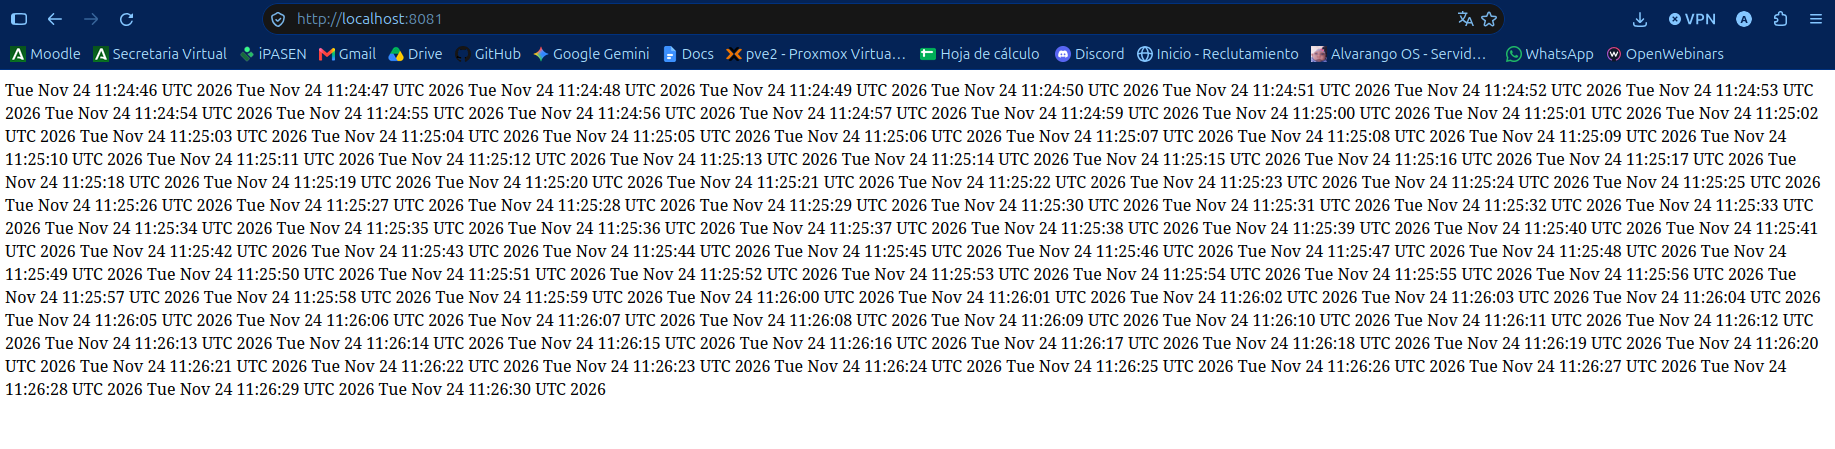 http://localhost:8081
VPN
A
Moodle Secretaria Virtual iPASEN Gmail Drive GitHub Google Gemini Docs pve2 - Proxmox Virtua… Hoja de cálculo Discord Inicio - Reclutamiento Alvarango OS - Servid… WhatsApp OpenWebinars
Tue Nov 24 11:24:46 UTC 2026 Tue Nov 24 11:24:47 UTC 2026 Tue Nov 24 11:24:48 UTC 2026 Tue Nov 24 11:24:49 UTC 2026 Tue Nov 24 11:24:50 UTC 2026 Tue Nov 24 11:24:51 UTC 2026 Tue Nov 24 11:24:52 UTC 2026 Tue Nov 24 11:24:53 UTC
2026 Tue Nov 24 11:24:54 UTC 2026 Tue Nov 24 11:24:55 UTC 2026 Tue Nov 24 11:24:56 UTC 2026 Tue Nov 24 11:24:57 UTC 2026 Tue Nov 24 11:24:59 UTC 2026 Tue Nov 24 11:25:00 UTC 2026 Tue Nov 24 11:25:01 UTC 2026 Tue Nov 24 11:25:02
UTC 2026 Tue Nov 24 11:25:03 UTC 2026 Tue Nov 24 11:25:04 UTC 2026 Tue Nov 24 11:25:05 UTC 2026 Tue Nov 24 11:25:06 UTC 2026 Tue Nov 24 11:25:07 UTC 2026 Tue Nov 24 11:25:08 UTC 2026 Tue Nov 24 11:25:09 UTC 2026 Tue Nov 24
11:25:10 UTC 2026 Tue Nov 24 11:25:11 UTC 2026 Tue Nov 24 11:25:12 UTC 2026 Tue Nov 24 11:25:13 UTC 2026 Tue Nov 24 11:25:14 UTC 2026 Tue Nov 24 11:25:15 UTC 2026 Tue Nov 24 11:25:16 UTC 2026 Tue Nov 24 11:25:17 UTC 2026 Tue
Nov 24 11:25:18 UTC 2026 Tue Nov 24 11:25:19 UTC 2026 Tue Nov 24 11:25:20 UTC 2026 Tue Nov 24 11:25:21 UTC 2026 Tue Nov 24 11:25:22 UTC 2026 Tue Nov 24 11:25:23 UTC 2026 Tue Nov 24 11:25:24 UTC 2026 Tue Nov 24 11:25:25 UTC 2026
Tue Nov 24 11:25:26 UTC 2026 Tue Nov 24 11:25:27 UTC 2026 Tue Nov 24 11:25:28 UTC 2026 Tue Nov 24 11:25:29 UTC 2026 Tue Nov 24 11:25:30 UTC 2026 Tue Nov 24 11:25:31 UTC 2026 Tue Nov 24 11:25:32 UTC 2026 Tue Nov 24 11:25:33 UTC
2026 Tue Nov 24 11:25:34 UTC 2026 Tue Nov 24 11:25:35 UTC 2026 Tue Nov 24 11:25:36 UTC 2026 Tue Nov 24 11:25:37 UTC 2026 Tue Nov 24 11:25:38 UTC 2026 Tue Nov 24 11:25:39 UTC 2026 Tue Nov 24 11:25:40 UTC 2026 Tue Nov 24 11:25:41
UTC 2026 Tue Nov 24 11:25:42 UTC 2026 Tue Nov 24 11:25:43 UTC 2026 Tue Nov 24 11:25:44 UTC 2026 Tue Nov 24 11:25:45 UTC 2026 Tue Nov 24 11:25:46 UTC 2026 Tue Nov 24 11:25:47 UTC 2026 Tue Nov 24 11:25:48 UTC 2026 Tue Nov 24
11:25:49 UTC 2026 Tue Nov 24 11:25:50 UTC 2026 Tue Nov 24 11:25:51 UTC 2026 Tue Nov 24 11:25:52 UTC 2026 Tue Nov 24 11:25:53 UTC 2026 Tue Nov 24 11:25:54 UTC 2026 Tue Nov 24 11:25:55 UTC 2026 Tue Nov 24 11:25:56 UTC 2026 Tue
Nov 24 11:25:57 UTC 2026 Tue Nov 24 11:25:58 UTC 2026 Tue Nov 24 11:25:59 UTC 2026 Tue Nov 24 11:26:00 UTC 2026 Tue Nov 24 11:26:01 UTC 2026 Tue Nov 24 11:26:02 UTC 2026 Tue Nov 24 11:26:03 UTC 2026 Tue Nov 24 11:26:04 UTC 2026
Tue Nov 24 11:26:05 UTC 2026 Tue Nov 24 11:26:06 UTC 2026 Tue Nov 24 11:26:07 UTC 2026 Tue Nov 24 11:26:08 UTC 2026 Tue Nov 24 11:26:09 UTC 2026 Tue Nov 24 11:26:10 UTC 2026 Tue Nov 24 11:26:11 UTC 2026 Tue Nov 24 11:26:12 UTC
2026 Tue Nov 24 11:26:13 UTC 2026 Tue Nov 24 11:26:14 UTC 2026 Tue Nov 24 11:26:15 UTC 2026 Tue Nov 24 11:26:16 UTC 2026 Tue Nov 24 11:26:17 UTC 2026 Tue Nov 24 11:26:18 UTC 2026 Tue Nov 24 11:26:19 UTC 2026 Tue Nov 24 11:26:20
UTC 2026 Tue Nov 24 11:26:21 UTC 2026 Tue Nov 24 11:26:22 UTC 2026 Tue Nov 24 11:26:23 UTC 2026 Tue Nov 24 11:26:24 UTC 2026 Tue Nov 24 11:26:25 UTC 2026 Tue Nov 24 11:26:26 UTC 2026 Tue Nov 24 11:26:27 UTC 2026 Tue Nov 24
11:26:28 UTC 2026 Tue Nov 24 11:26:29 UTC 2026 Tue Nov 24 11:26:30 UTC 2026